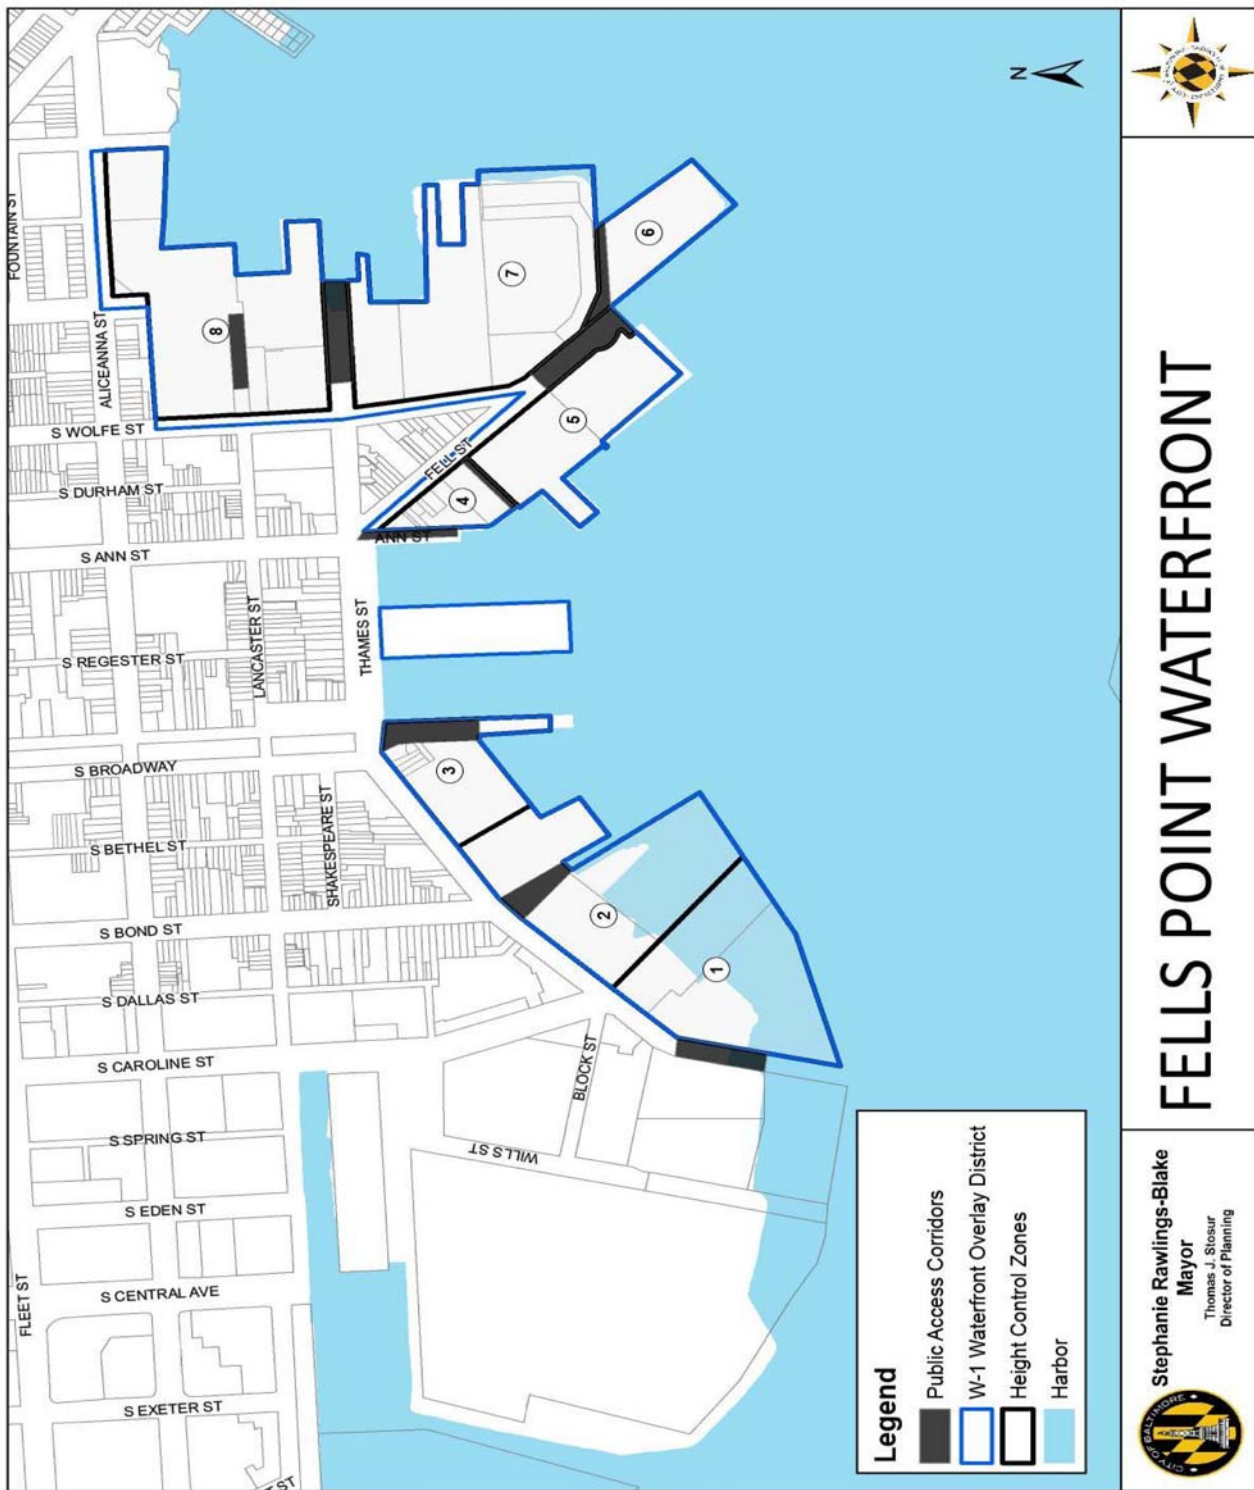 FOUNTAIN ST
ALICEANNA ST
S WOLFE ST
S DURHAM ST
S ANN ST
LANCASTER ST
S REGESTER ST
THAMES ST
FELL ST
ANN ST
S BROADWAY
SHAKESPEARE ST
S BETHEL ST
S BOND ST
S DALLAS ST
S CAROLINE ST
BLOCK ST
S SPRING ST
WILLS ST
S EDEN ST
FLEET ST
S CENTRAL AVE
S EXETER ST
ST
1
2
3
4
5
6
7
8
N
Legend
Public Access Corridors
W-1 Waterfront Overlay District
Height Control Zones
Harbor
CITY OF BALTIMORE
Stephanie Rawlings-Blake
Mayor
Thomas J. Stosur
Director of Planning
FELLS POINT WATERFRONT